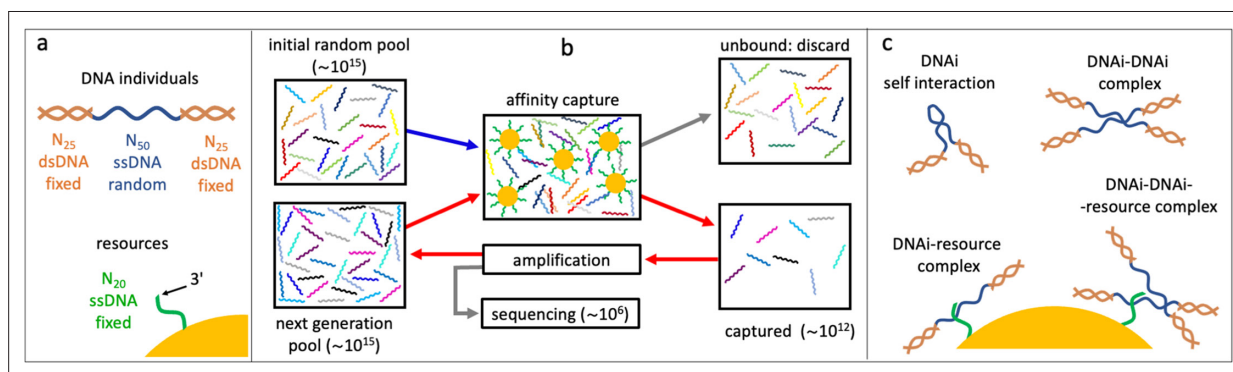 a
DNA individuals
N25 N50 N25
dsDNA ssDNA dsDNA
fixed random fixed
resources
N20
ssDNA
fixed
3'
b
initial random pool
(~10^15)
affinity capture
unbound: discard
amplification
sequencing (~10^6)
next generation
pool (~10^15)
captured (~10^12)
c
DNAi
self interaction
DNAi-DNAi
complex
DNAi-resource
complex
DNAi-DNAi-
-resource complex